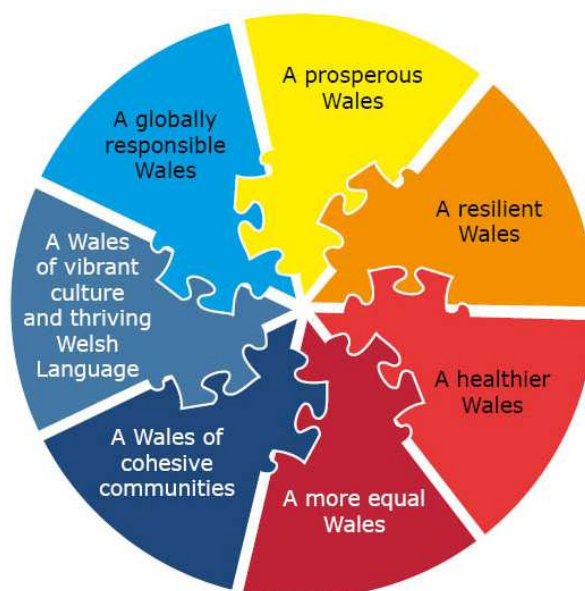 A prosperous
Wales
A resilient
Wales
A healthier
Wales
A more equal
Wales
A Wales of
cohesive
communities
A Wales
of vibrant
culture
and thriving
Welsh
Language
A globally
responsible
Wales